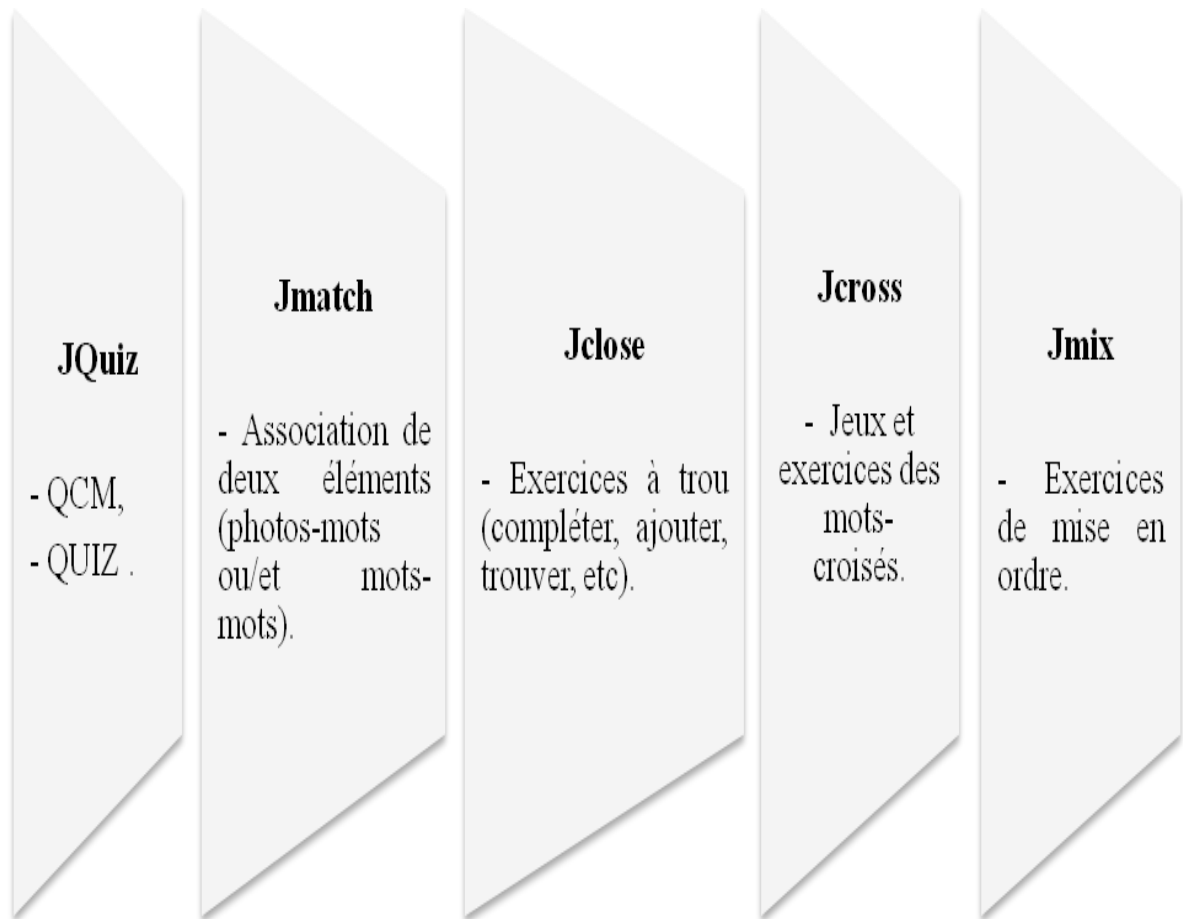 JQuiz
- QCM,
- QUIZ .
Jmatch
- Association de
deux éléments
(photos-mots
ou/et mots-
mots).
Jclose
- Exercices à trou
(compléter, ajouter,
trouver, etc).
Jcross
- Jeux et
exercices des
mots-
croisés.
Jmix
- Exercices
de mise en
ordre.